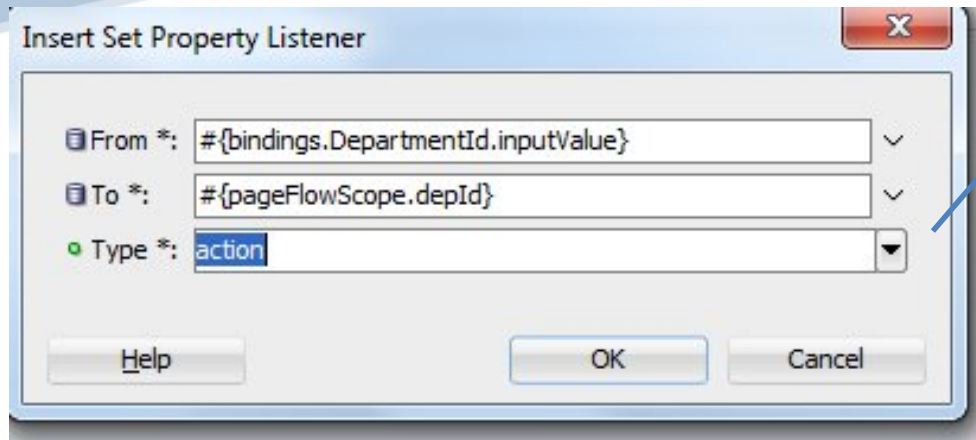 Insert Set Property Listener
From *: #{bindings.DepartmentId.inputValue}
To *: #{pageFlowScope.depId}
Type *: action
Help OK Cancel